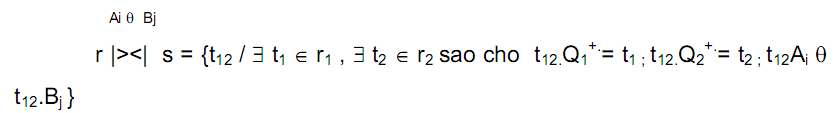 Ai θ Bj
r |><| s = {t₁₂ / ∃ t₁ ∈ r₁ , ∃ t₂ ∈ r₂ sao cho t₁₂.Q₁⁺·= t₁ ; t₁₂.Q₂⁺·= t₂ ; t₁₂Aᵢ θ
t₁₂.Bⱼ }